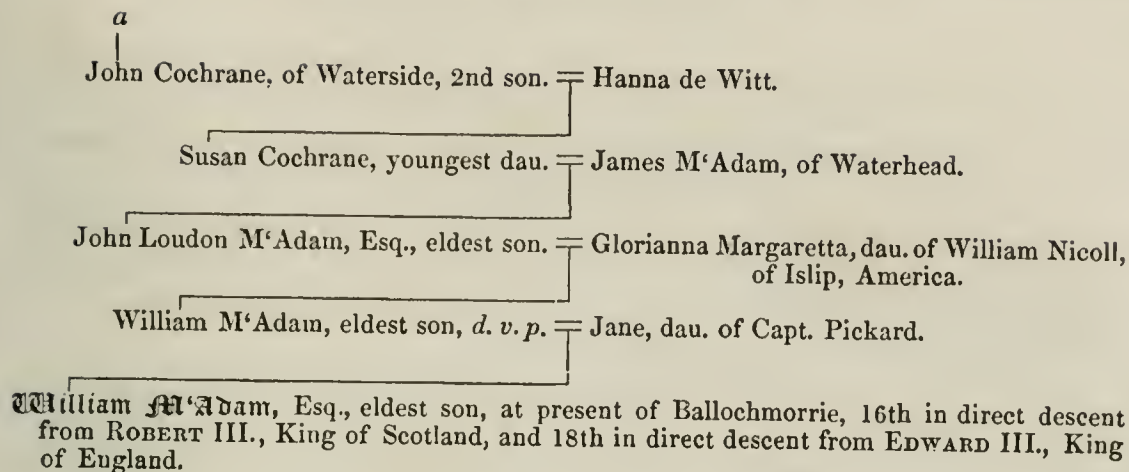 a
John Cochrane, of Waterside, 2nd son. = Hanna de Witt.
Susan Cochrane, youngest dau. = James M‘Adam, of Waterhead.
John Loudon M‘Adam, Esq., eldest son. = Glorianna Margaretta, dau. of William Nicoll,
of Islip, America.
William M‘Adam, eldest son, d. v. p. = Jane, dau. of Capt. Pickard.
William M‘Adam, Esq., eldest son, at present of Ballochmorrie, 16th in direct descent
from ROBERT III., King of Scotland, and 18th in direct descent from EDWARD III., King
of England.